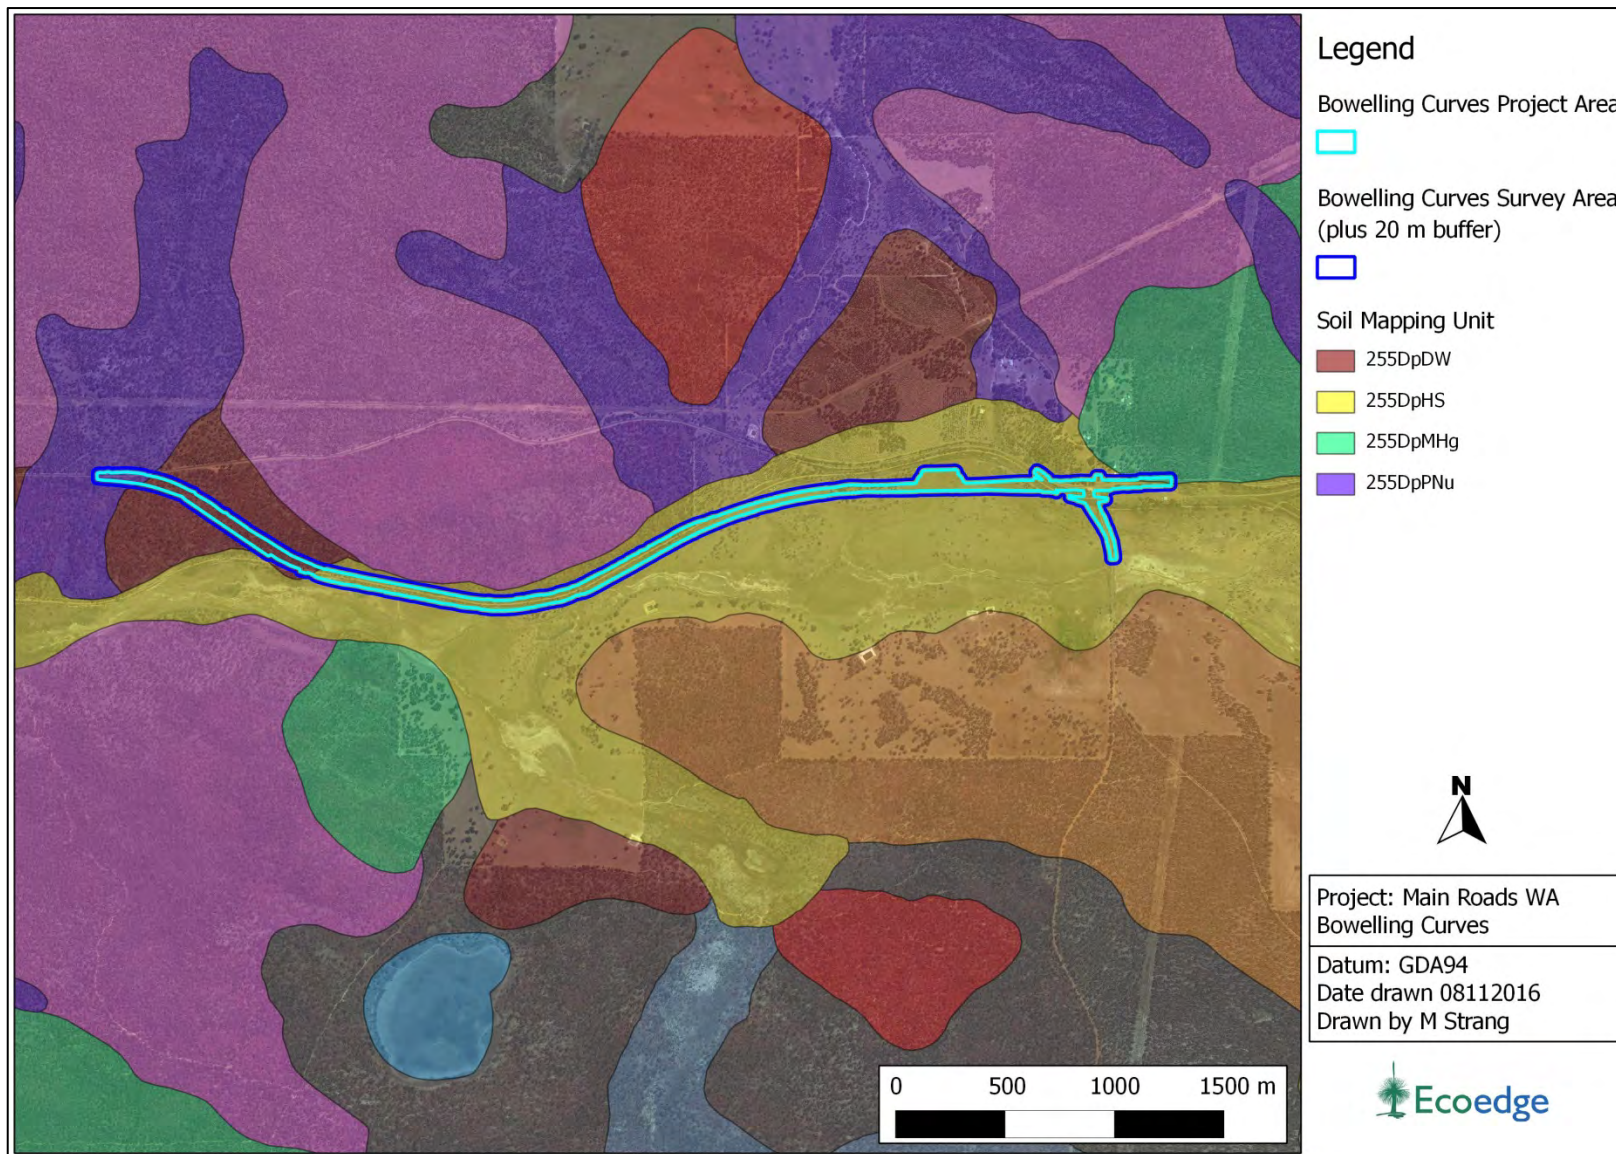 Legend
Bowelling Curves Project Area
Bowelling Curves Survey Area
(plus 20 m buffer)
Soil Mapping Unit
255DpDW
255DpHS
255DpMHg
255DpPNu
N
Project: Main Roads WA
Bowelling Curves
Datum: GDA94
Date drawn 08112016
Drawn by M Strang
0 500 1000 1500 m
Ecoedge